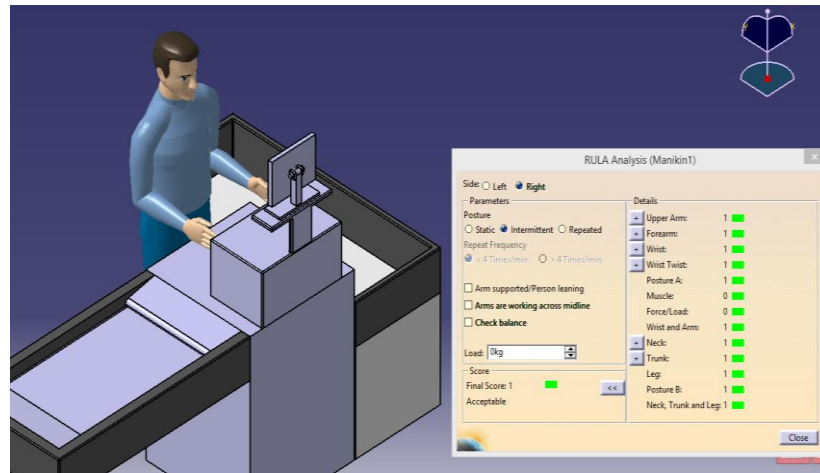 RULA Analysis (Manikin1)
x
Side: Left Right
Parameters
Posture
Static Intermittent Repeated
Repeat Frequency
< 4 Times/min. > 4 Times/min.
Arm supported/Person leaning
Arms are working across midline
Check balance
Load: 0kg
Score
Final Score: 1
<<
Acceptable
Details
+ Upper Arm: 1
+ Forearm: 1
+ Wrist: 1
+ Wrist Twist: 1
Posture A: 1
Muscle: 0
Force/Load: 0
Wrist and Arm: 1
+ Neck: 1
+ Trunk: 1
Leg: 1
Posture B: 1
Neck, Trunk and Leg: 1
Close